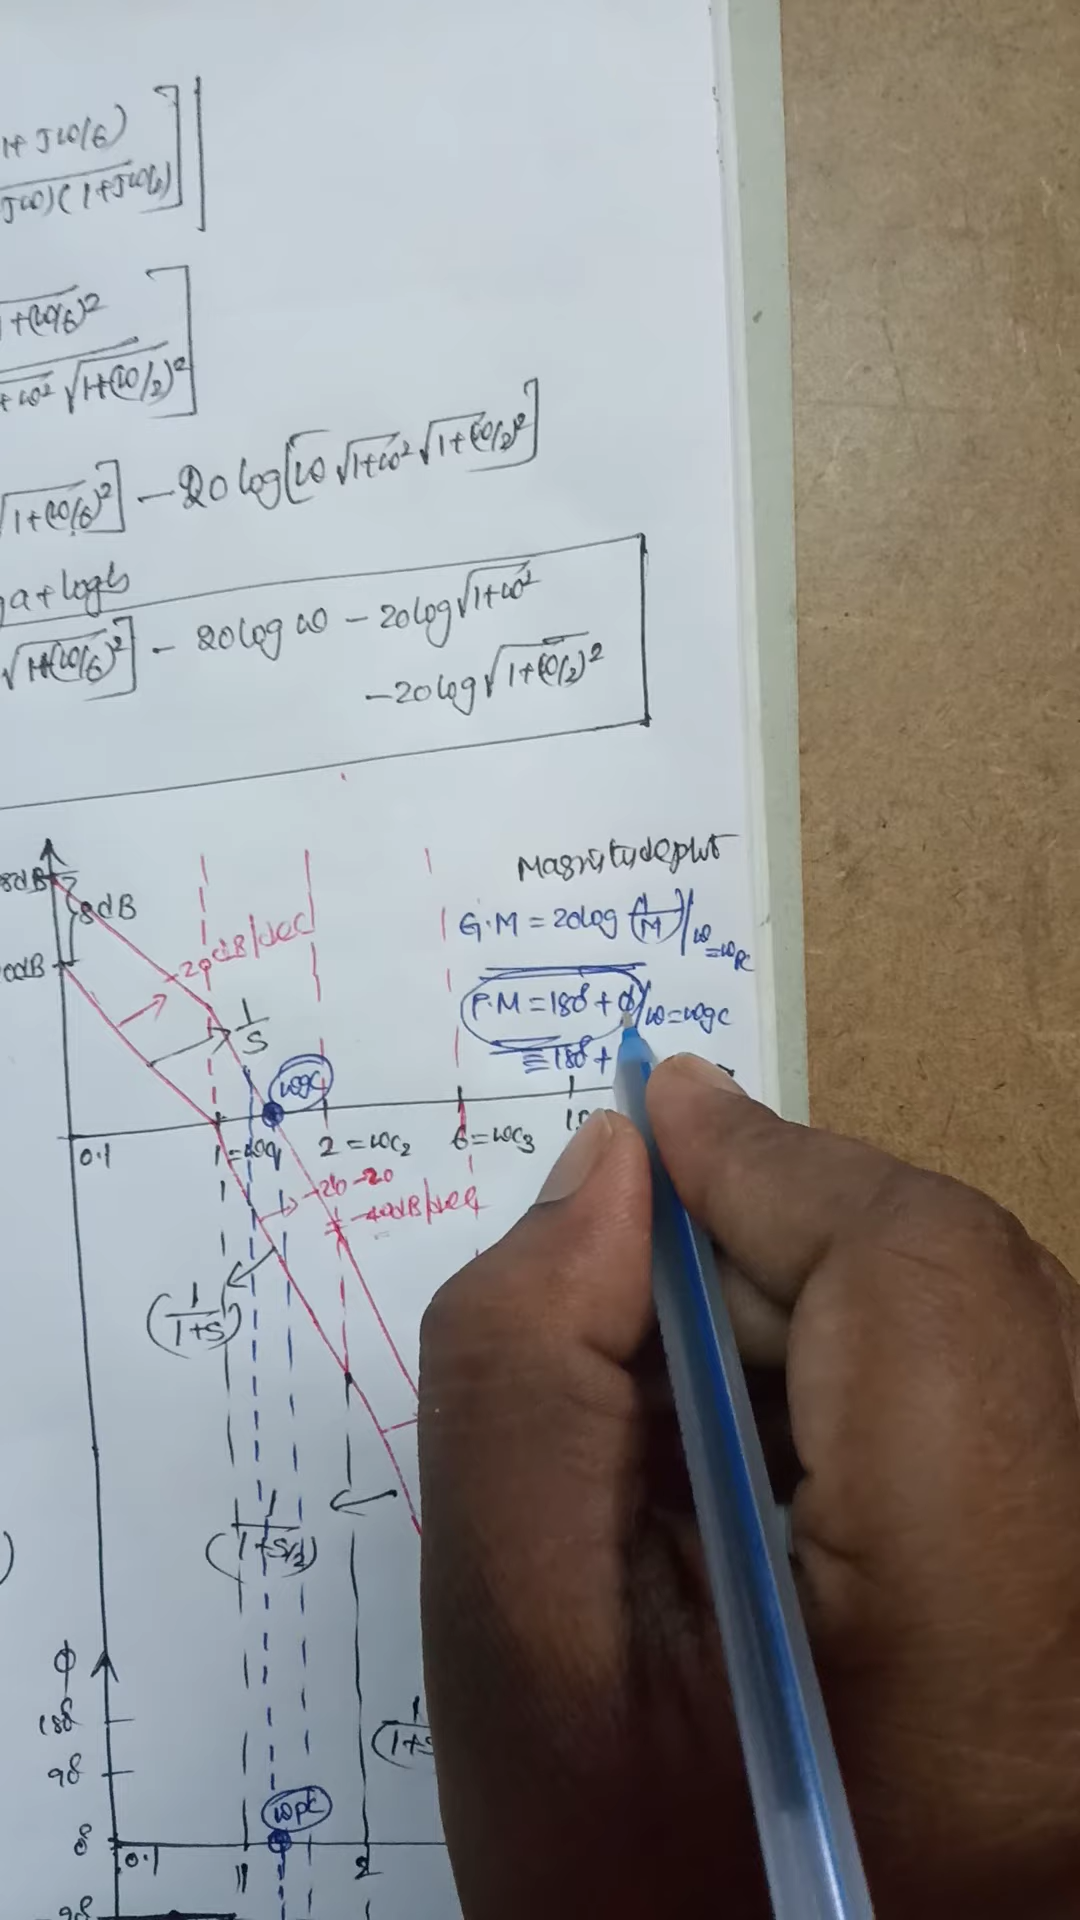 1+Jω/6)
Jω)(1+Jω/2)
1+(ω/6)²
+ω² √1+(ω/2)²
√1+(ω/6)²] - 20 log[ω √1+ω² √1+(ω/2)²]
g a + log b
√1+(ω/6)²] - 20 log ω - 20 log √1+ω²
-20 log √1+(ω/2)²
Magnitude plot
8dB
8dB
G.M = 20 log (1/M)|ω=ωpc
-20dB/dec
0dB
P.M = 180° + φ|ω=ωgc
1/S
= 180° +
ωgc
0.1
1=ωc1
2=ωc2
6=ωc3
10
-20 -20
-40dB/dec
(1/1+S)
(1/1+S/2)
φ
180°
(1/1+S
90°
ωpc
0°
0.1
1
2
-90°